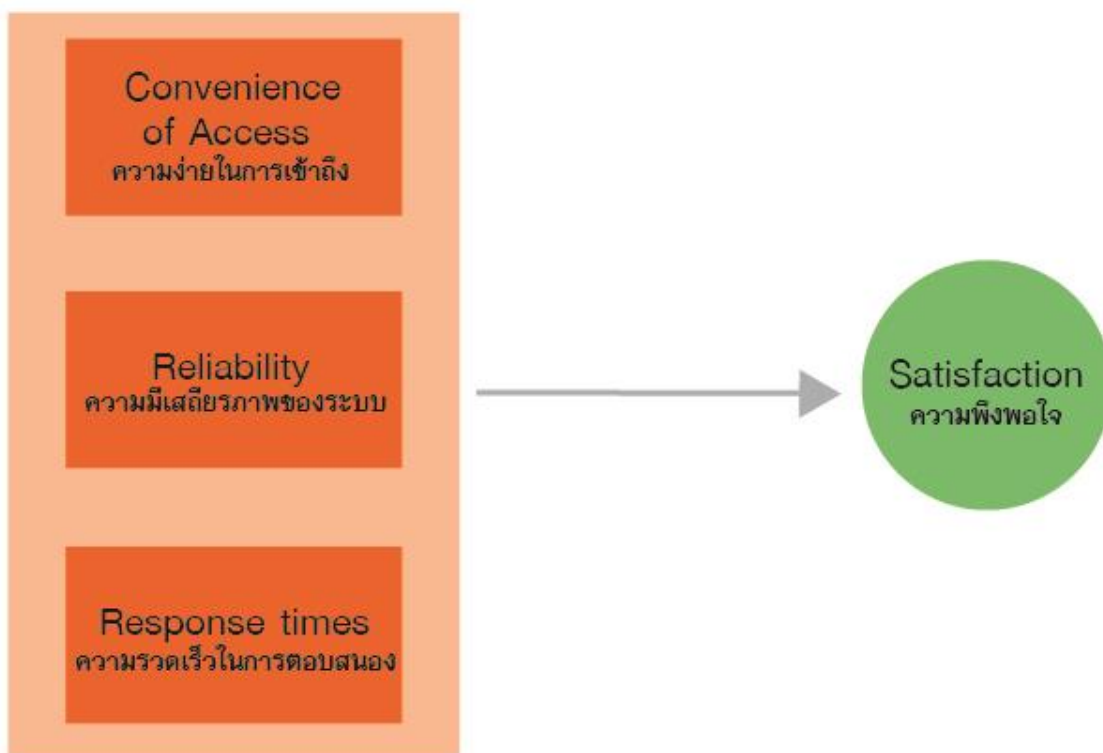 Convenience
of Access
ความง่ายในการเข้าถึง
Reliability
ความมีเสถียรภาพของระบบ
Response times
ความรวดเร็วในการตอบสนอง
Satisfaction
ความพึงพอใจ